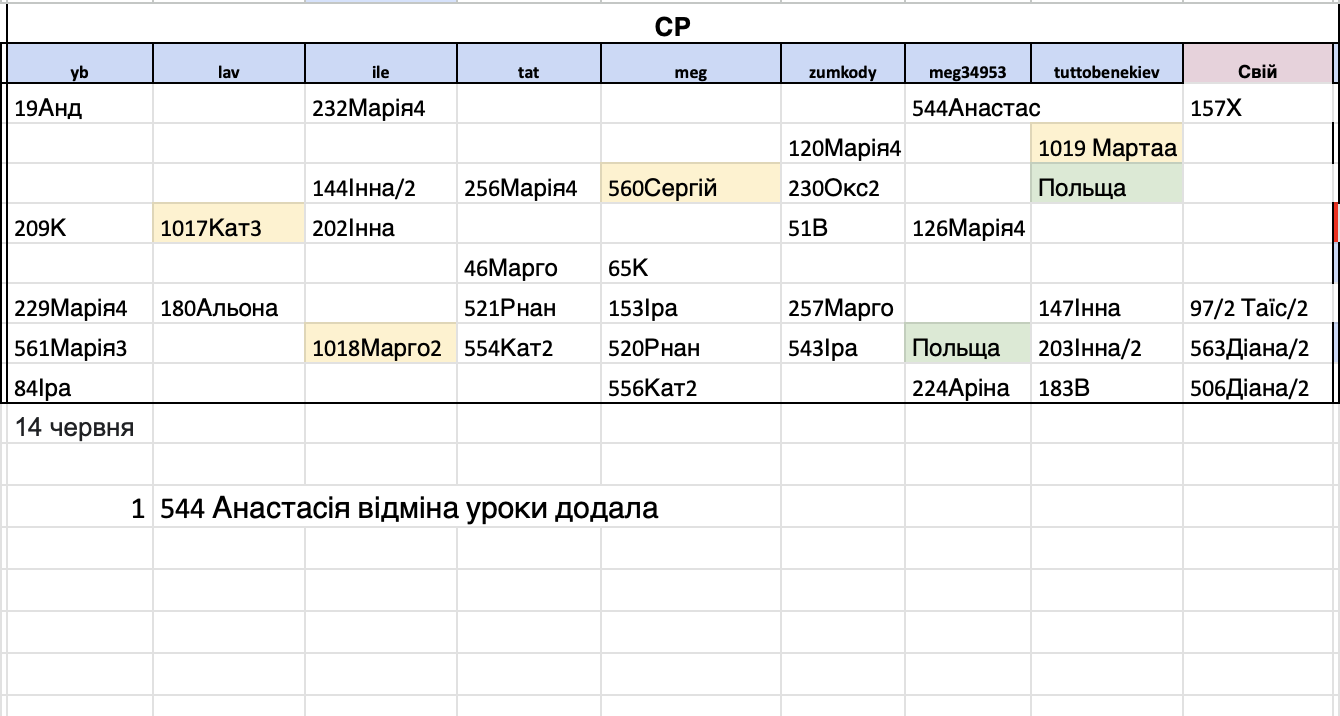 СР
yb lav ile tat meg zumkody meg34953 tuttobenekiev Свій
19Анд 232Марія4 544Анастас 157Х
120Марія4 1019 Мартаа
144Інна/2 256Марія4 560Сергій 230Окс2 Польща
209К 1017Кат3 202Інна 51В 126Марія4
46Марго 65К
229Марія4 180Альона 521Рнан 153Іра 257Марго 147Інна 97/2 Таїс/2
561Марія3 1018Марго2 554Кат2 520Рнан 543Іра Польща 203Інна/2 563Діана/2
84Іра 556Кат2 224Аріна 183В 506Діана/2
14 червня
1 544 Анастасія відміна уроки додала